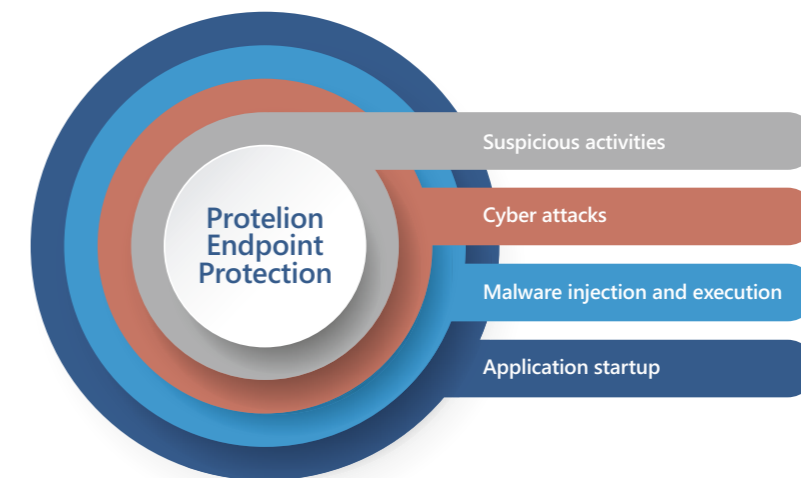 Protelion
Endpoint
Protection
Suspicious activities
Cyber attacks
Malware injection and execution
Application startup